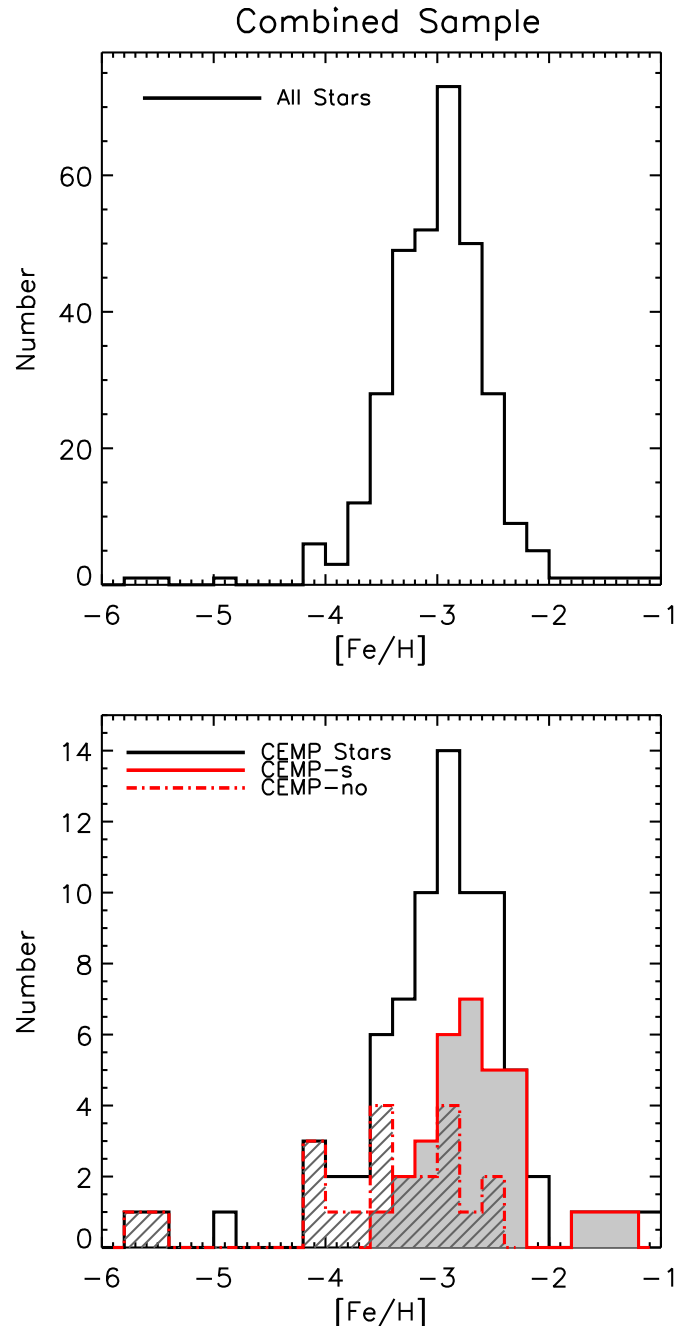 Combined Sample
All Stars
60
40
20
0
Number
−6 −5 −4 −3 −2 −1
[Fe/H]
CEMP Stars
CEMP−s
CEMP−no
14
12
10
8
6
4
2
0
Number
−6 −5 −4 −3 −2 −1
[Fe/H]